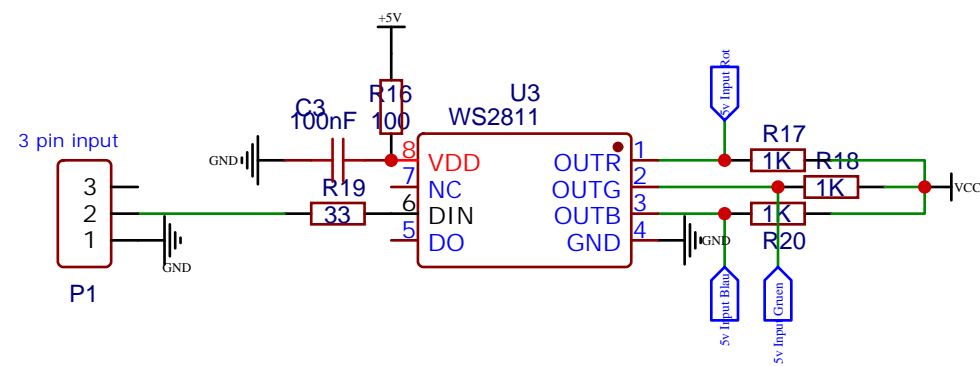 +5V
5v Input Rot
C3
100nF
R16
100
U3
WS2811
3 pin input
GND
8
VDD
OUTR
1
R17
1K
3
7
NC
OUTG
2
R18
1K
VCC
2
R19
33
6
DIN
OUTB
3
1K
R20
1
GND
5
DO
GND
4
GND
P1
5v Input Blau
5v Input Gruen